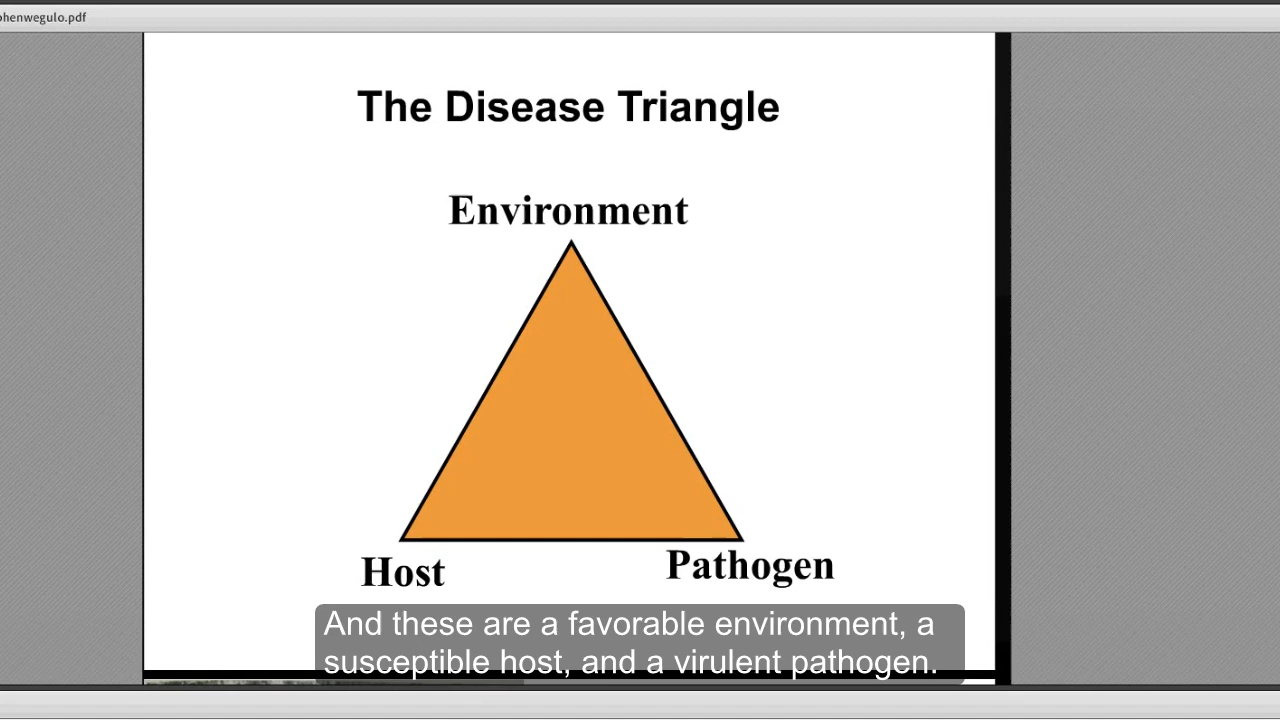 phenwegulo.pdf
The Disease Triangle
Environment
Host
Pathogen
And these are a favorable environment, a
susceptible host, and a virulent pathogen.